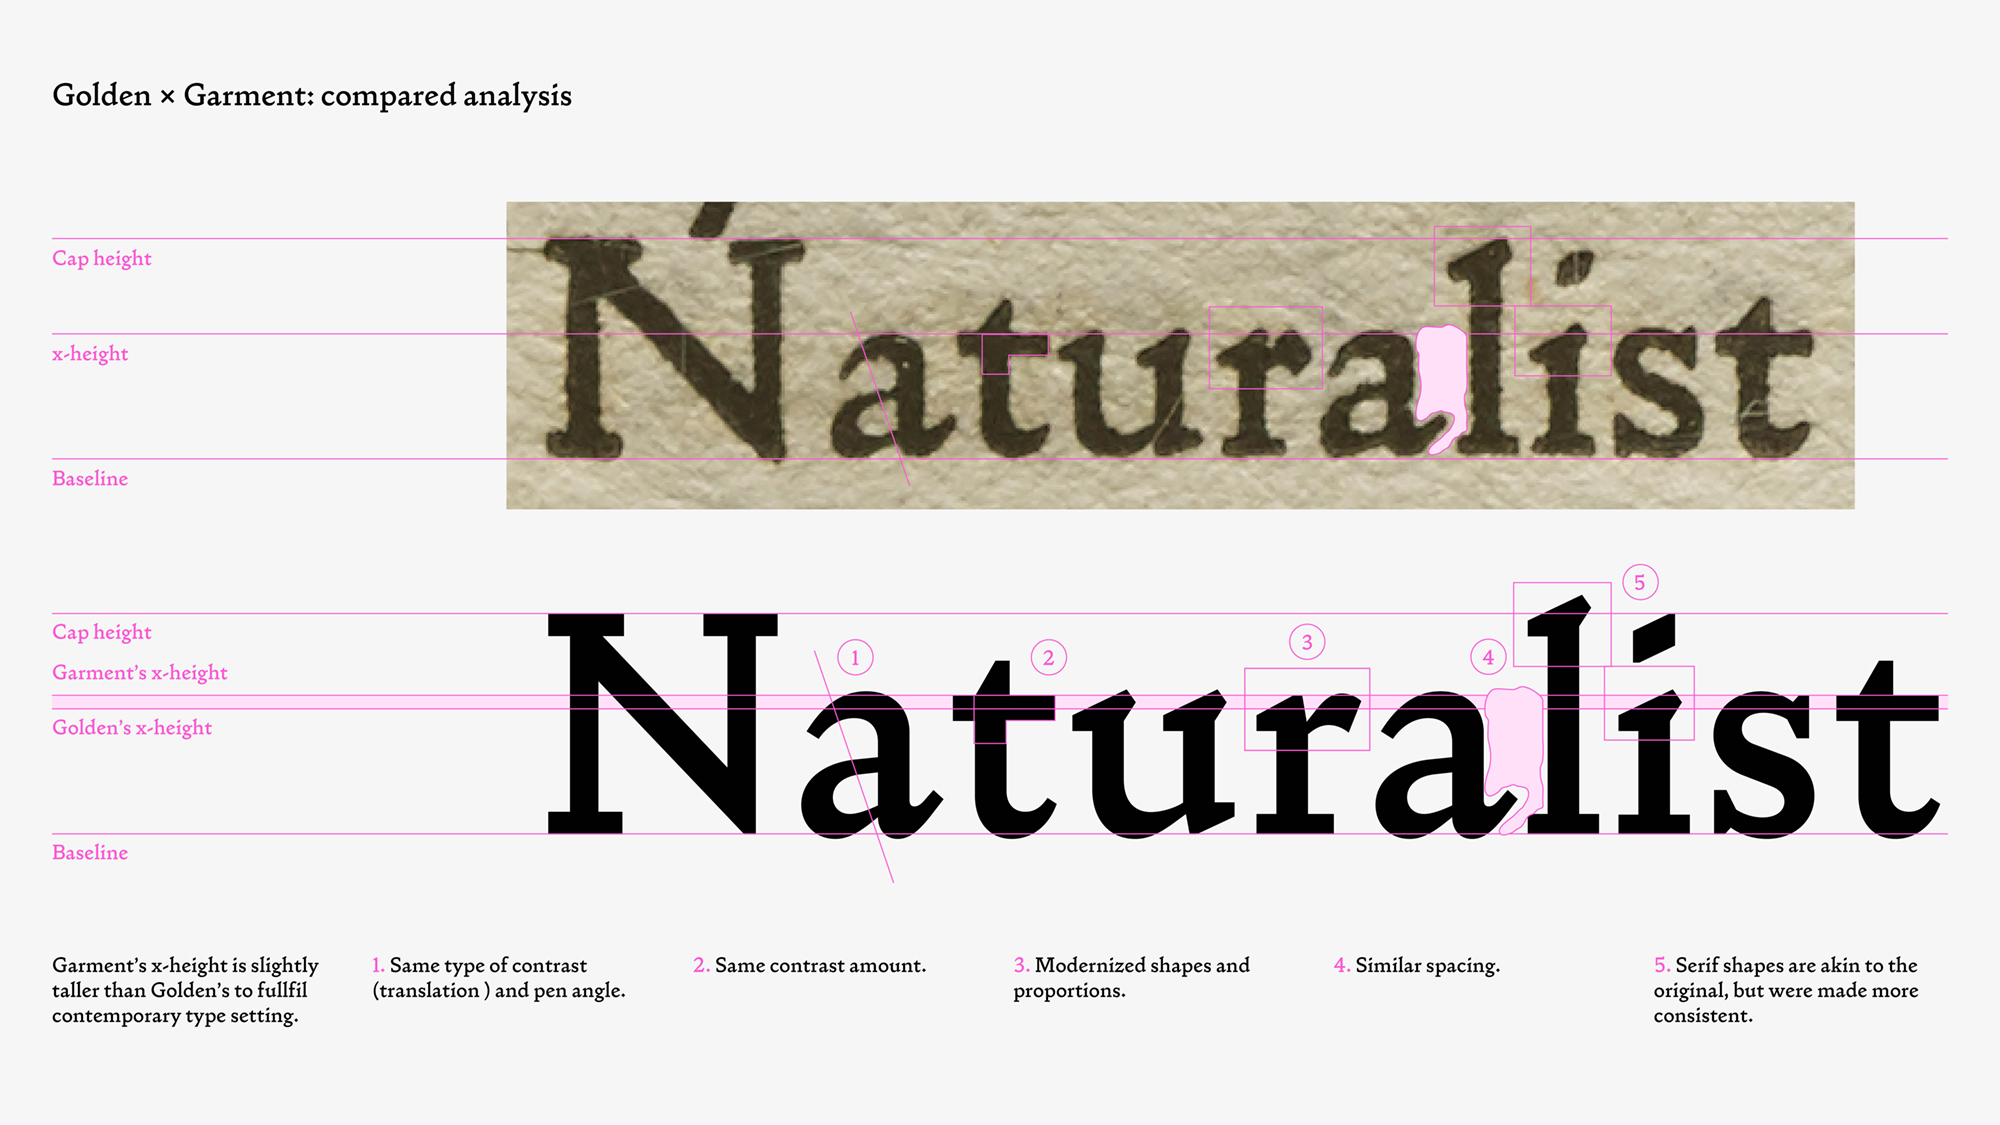 Golden × Garment: compared analysis
Cap height
x-height
Baseline
Naturalist
Cap height
Garment's x-height
Golden's x-height
Baseline
1
2
3
4
5
Naturalist
Garment's x-height is slightly
taller than Golden's to fullfil
contemporary type setting.
1. Same type of contrast
(translation ) and pen angle.
2. Same contrast amount.
3. Modernized shapes and
proportions.
4. Similar spacing.
5. Serif shapes are akin to the
original, but were made more
consistent.